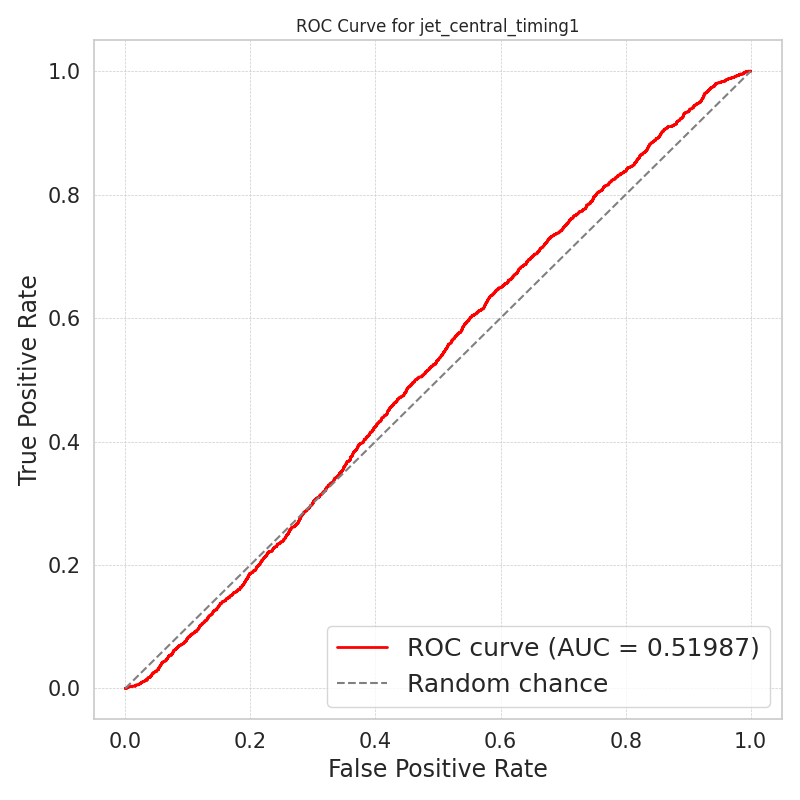 ROC Curve for jet_central_timing1
True Positive Rate
1.0
0.8
0.6
0.4
0.2
0.0
ROC curve (AUC = 0.51987)
Random chance
0.0 0.2 0.4 0.6 0.8 1.0
False Positive Rate